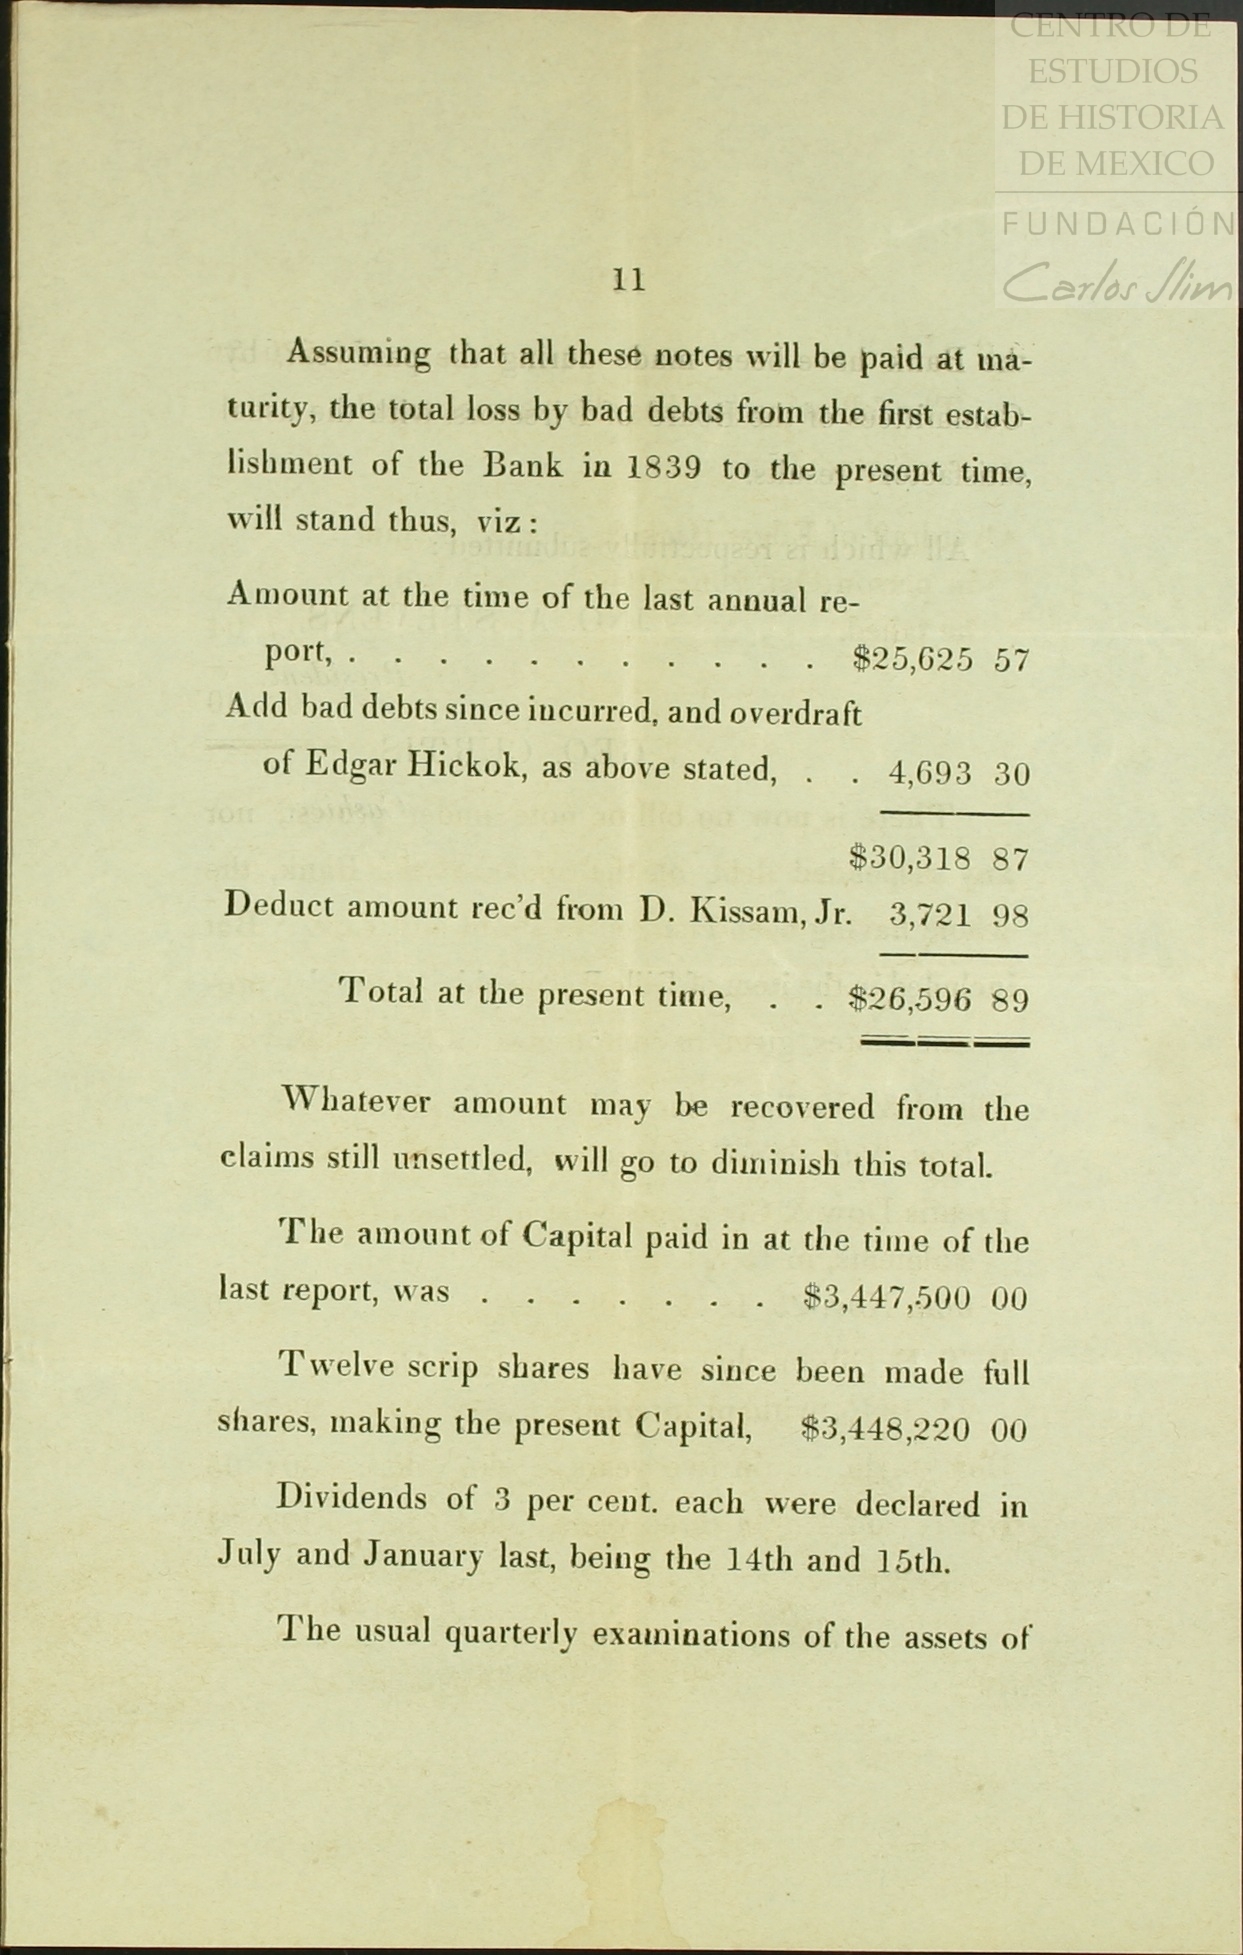 CENTRO DE
ESTUDIOS
DE HISTORIA
DE MEXICO
FUNDACIÓN
Carlos Slim
11
Assuming that all these notes will be paid at ma-
turity, the total loss by bad debts from the first estab-
lishment of the Bank in 1839 to the present time,
will stand thus, viz :
Amount at the time of the last annual re-
port, . . . . . . . . . . . $25,625 57
Add bad debts since incurred, and overdraft
of Edgar Hickok, as above stated, . . 4,693 30
$30,318 87
Deduct amount rec'd from D. Kissam, Jr. 3,721 98
Total at the present time, . . $26,596 89
Whatever amount may be recovered from the
claims still unsettled, will go to diminish this total.
The amount of Capital paid in at the time of the
last report, was . . . . . . . $3,447,500 00
Twelve scrip shares have since been made full
shares, making the present Capital, $3,448,220 00
Dividends of 3 per cent. each were declared in
July and January last, being the 14th and 15th.
The usual quarterly examinations of the assets of